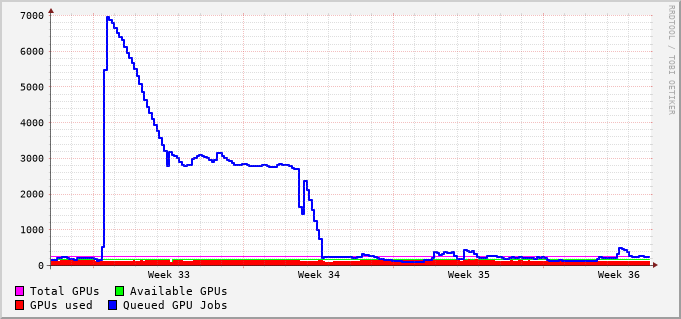 7000
6000
5000
4000
3000
2000
1000
0
Week 33 Week 34 Week 35 Week 36
Total GPUs Available GPUs
GPUs used Queued GPU Jobs
RRDTOOL / TOBI OETIKER